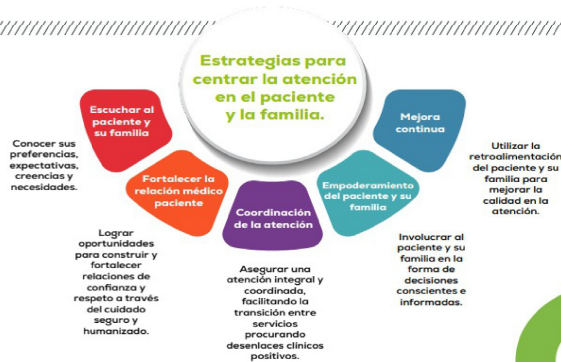 Estrategias para
centrar la atención
en el paciente
y la familia.
Escuchar al
paciente y
su familia
Conocer sus
preferencias,
expectativas,
creencias y
necesidades.
Fortalecer la
relación médico
paciente
Lograr
oportunidades
para construir y
fortalecer
relaciones de
confianza y
respeto a través
del cuidado
seguro y
humanizado.
Coordinación
de la atención
Asegurar una
atención integral y
coordinada,
facilitando la
transición entre
servicios
procurando
desenlaces clínicos
positivos.
Empoderamiento
del paciente y su
familia
Involucrar al
paciente y su
familia en la
forma de
decisiones
conscientes e
informadas.
Mejora
continua
Utilizar la
retroalimentación
del paciente y su
familia para
mejorar la
calidad en la
atención.